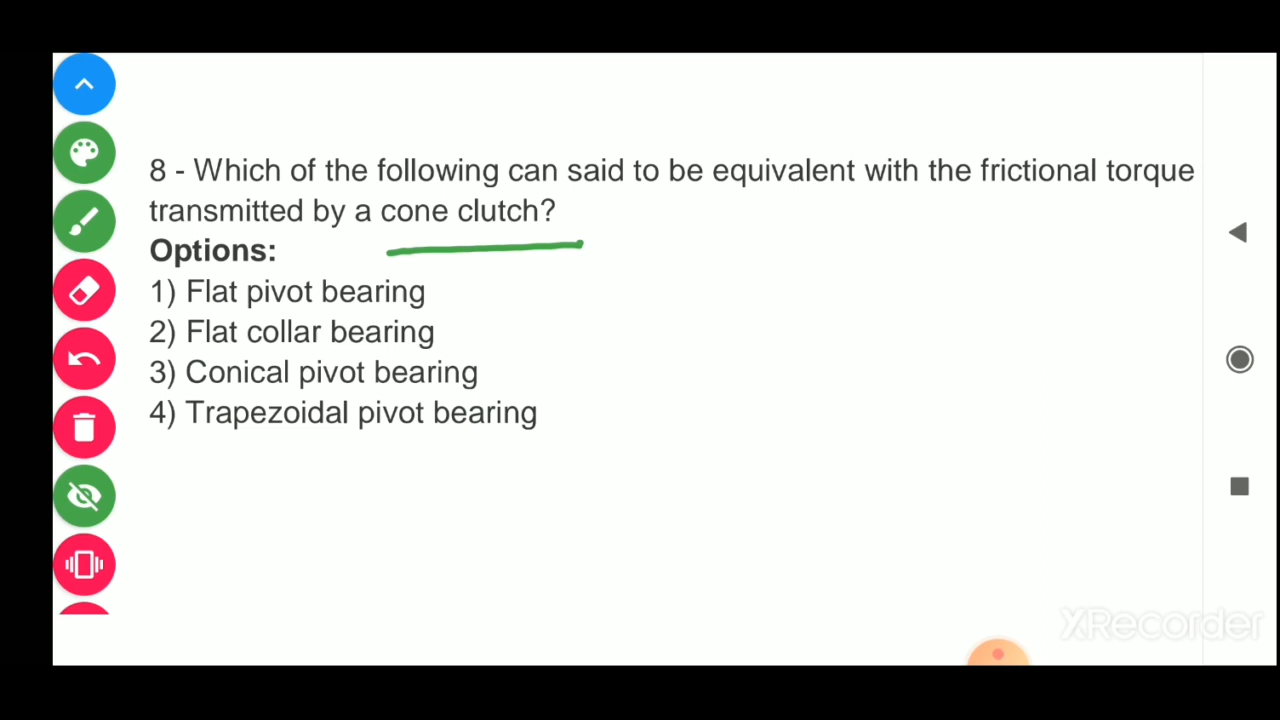 8 - Which of the following can said to be equivalent with the frictional torque
transmitted by a cone clutch?
Options:
1) Flat pivot bearing
2) Flat collar bearing
3) Conical pivot bearing
4) Trapezoidal pivot bearing
XRecorder